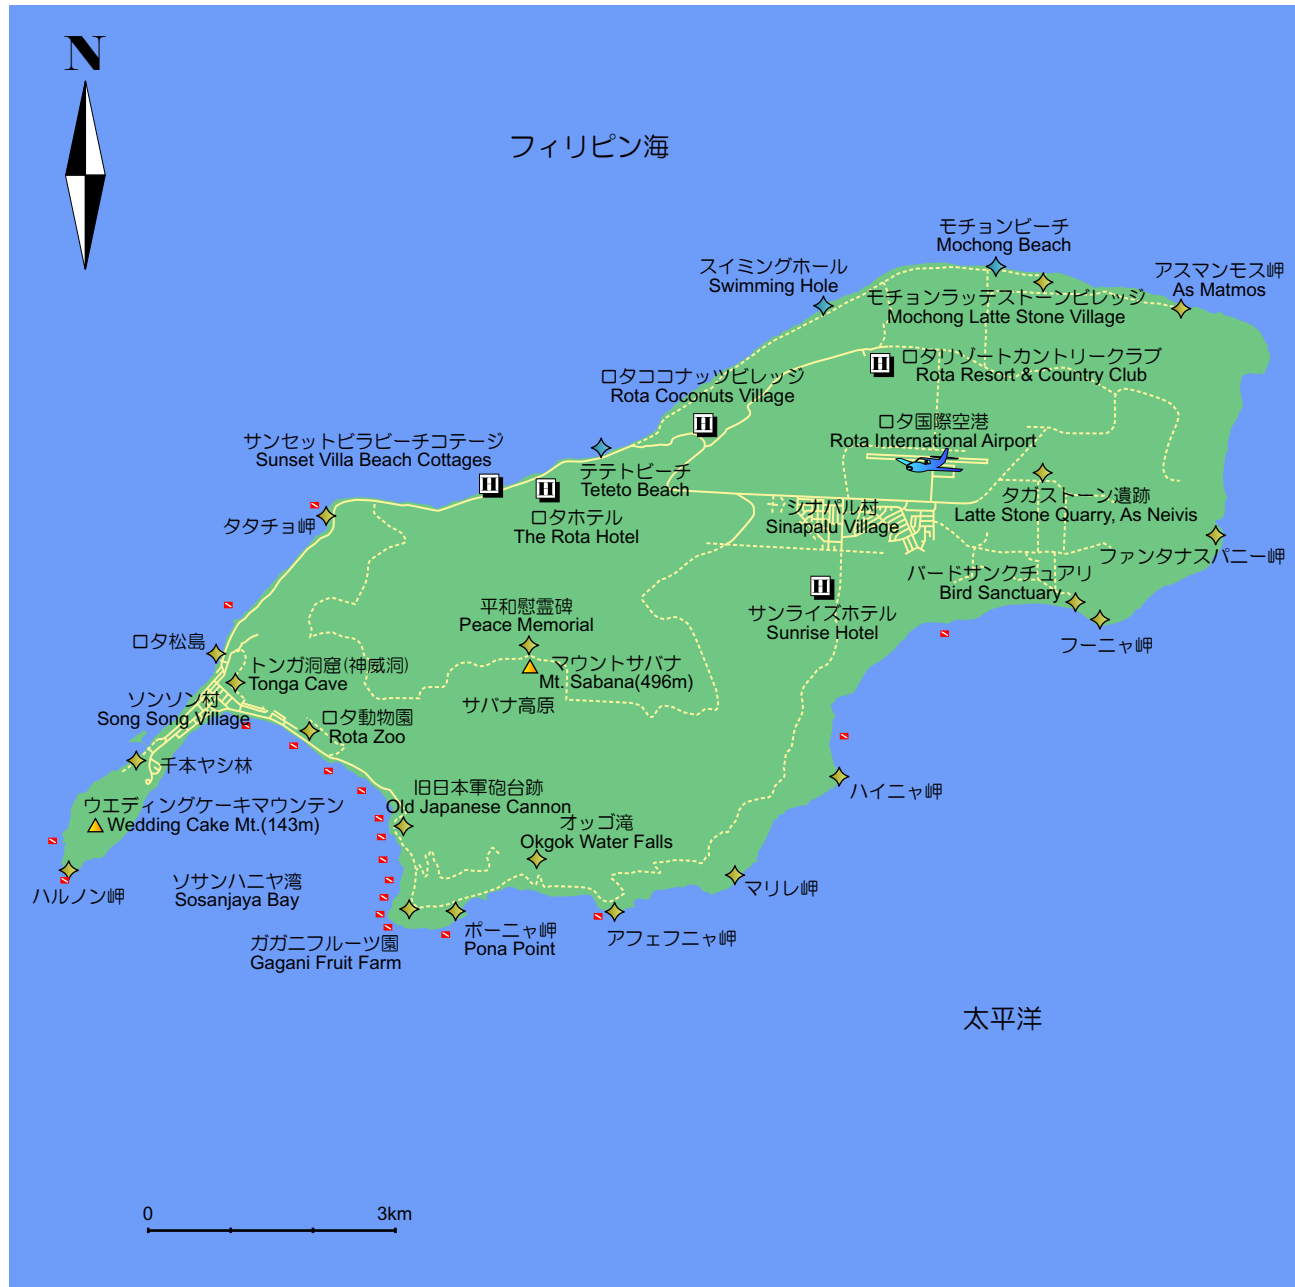 N
フィリピン海
モチョンビーチ
Mochong Beach
スイミングホール
Swimming Hole
アスマンモス岬
As Matmos
モチョンラッテストーンビレッジ
Mochong Latte Stone Village
H
ロタリゾートカントリークラブ
Rota Resort & Country Club
ロタココナッツビレッジ
Rota Coconuts Village
H
ロタ国際空港
Rota International Airport
サンセットビラビーチコテージ
Sunset Villa Beach Cottages
H
H
テテトビーチ
Teteto Beach
タガストーン遺跡
Latte Stone Quarry, As Neivis
シナパル村
Sinapalu Village
ロタホテル
The Rota Hotel
タタチョ岬
ファンタナスパニー岬
バードサンクチュアリ
Bird Sanctuary
H
サンライズホテル
Sunrise Hotel
平和慰霊碑
Peace Memorial
フーニャ岬
ロタ松島
トンガ洞窟(神威洞)
Tonga Cave
マウントサバナ
Mt. Sabana(496m)
サバナ高原
ソンソン村
Song Song Village
ロタ動物園
Rota Zoo
千本ヤシ林
旧日本軍砲台跡
Old Japanese Cannon
ハイニャ岬
ウエディングケーキマウンテン
Wedding Cake Mt.(143m)
オッゴ滝
Okgok Water Falls
ソサンハニヤ湾
Sosanjaya Bay
マリレ岬
ハルノン岬
ポーニャ岬
Pona Point
アフェフニャ岬
ガガニフルーツ園
Gagani Fruit Farm
太平洋
0 3km